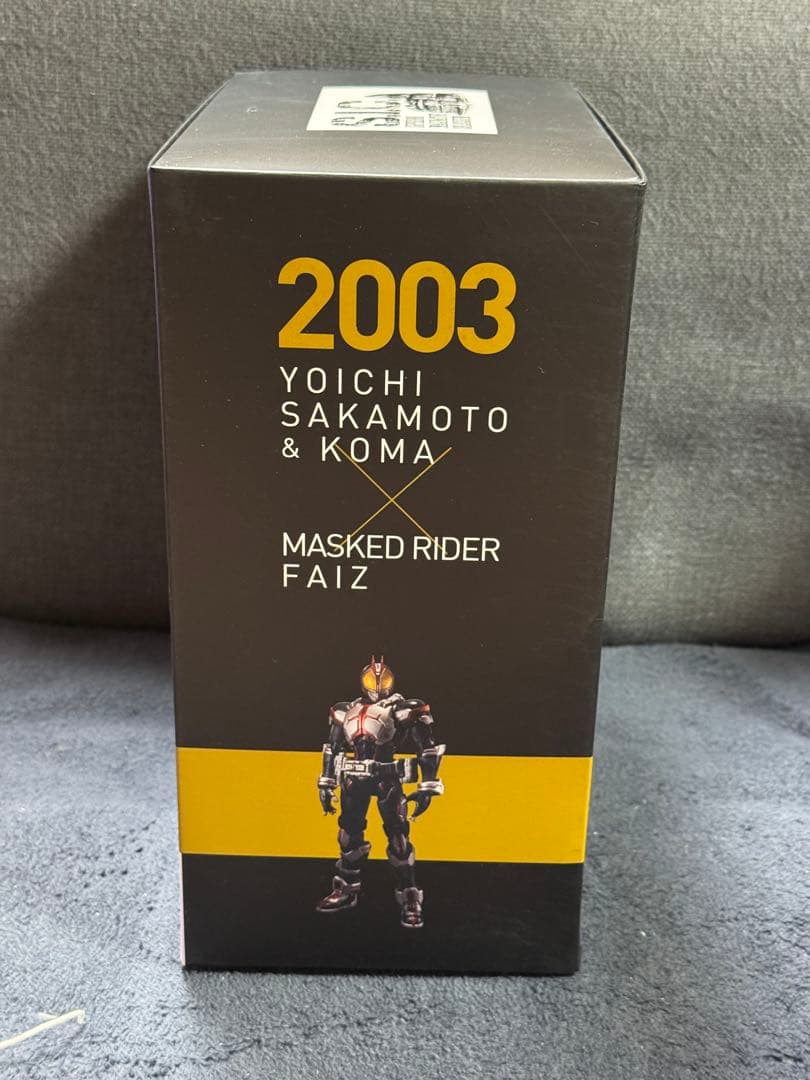 S.I.C.
2003
YOICHI
SAKAMOTO
& KOMA
MASKED RIDER
FAIZ